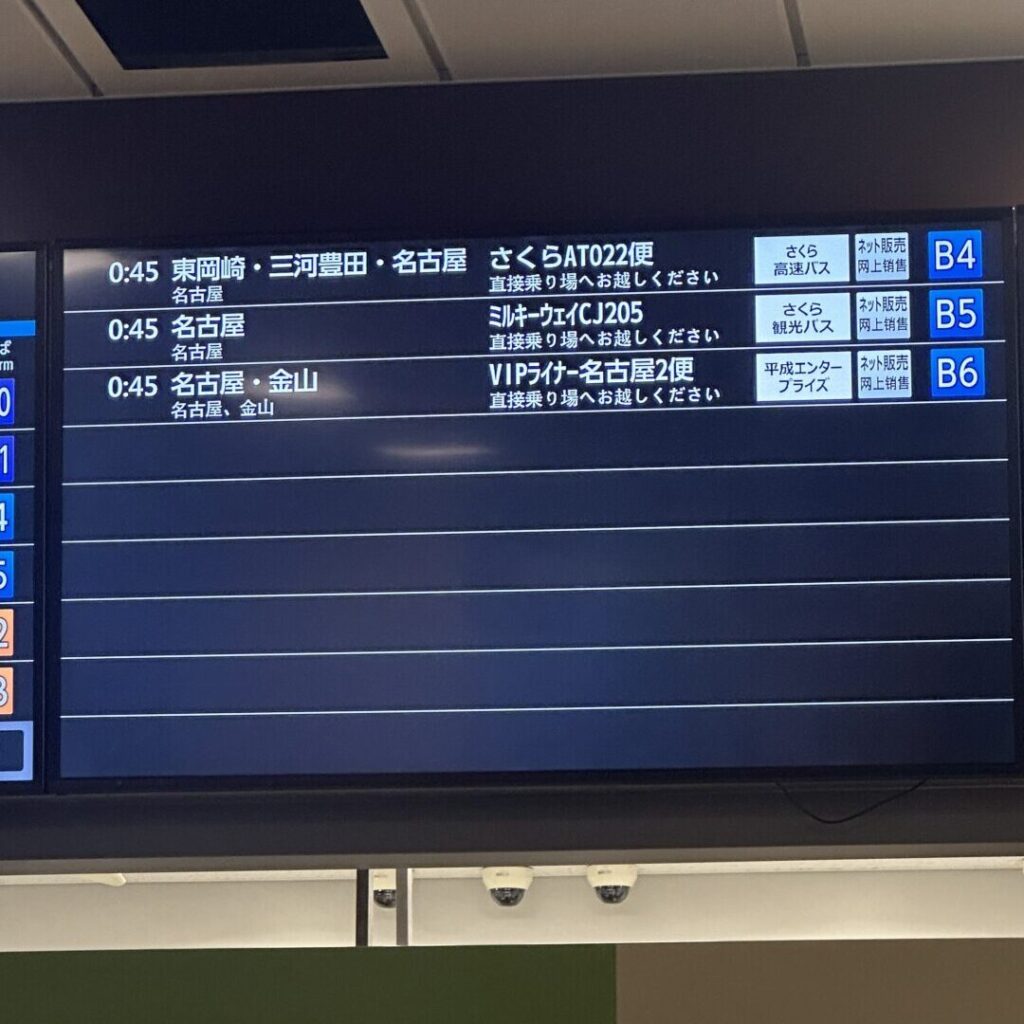 0:45 東岡崎・三河豊田・名古屋 さくらAT022便 さくら ネット販売 B4
名古屋 直接乗り場へお越しください 高速バス 网上销售
0:45 名古屋 ミルキーウェイCJ205 さくら ネット販売 B5
名古屋 直接乗り場へお越しください 観光バス 网上销售
0:45 名古屋・金山 VIPライナー名古屋2便 平成エンター ネット販売 B6
名古屋、金山 直接乗り場へお越しください プライズ 网上销售